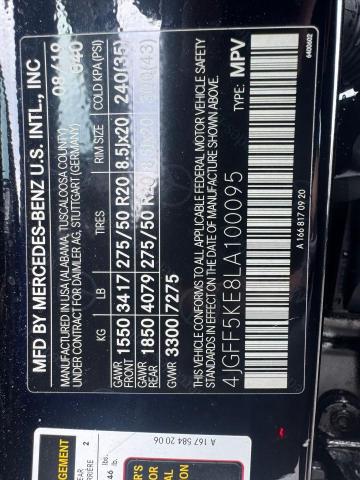 MFD BY MERCEDES-BENZ U.S. INTL., INC
MANUFACTURED IN USA (ALABAMA, TUSCALOOSA COUNTY)
UNDER CONTRACT FOR DAIMLER AG, STUTTGART (GERMANY)
KG LB TIRES RIM SIZE COLD KPA (PSI)
GAWR FRONT 1550 3417 275/50 R20 8.5jx20 240(35)
GAWR REAR 1850 4079 275/50
GVWR 3300 7275
THIS VEHICLE CONFORMS TO ALL APPLICABLE FEDERAL MOTOR VEHICLE SAFETY
STANDARDS IN EFFECT ON THE DATE OF MANUFACTURE SHOWN ABOVE.
4JGFF5KE8LA100095 TYPE: MPV
A 166 817 09 20
6400602
A 167 584 20 06
2
lbs.
lb.